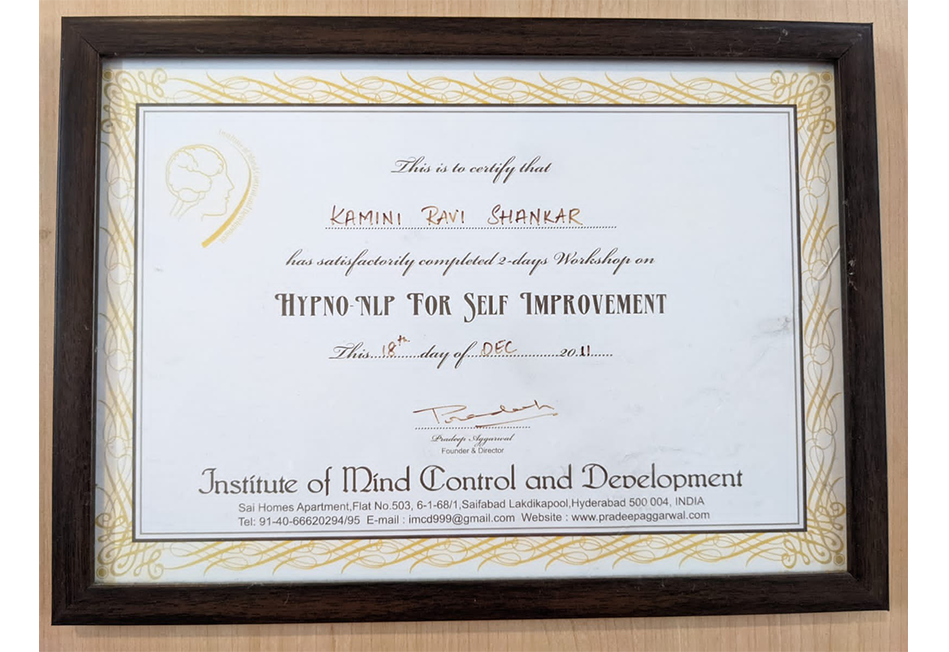 This is to certify that
KAMINI RAVI SHANKAR
has satisfactorily completed 2-days Workshop on
HYPNO-NLP FOR SELF IMPROVEMENT
This...18th...day of...DEC...........2011......
Pradeep
Pradeep Aggarwal
Founder & Director
Institute of Mind Control and Development
Sai Homes Apartment,Flat No.503, 6-1-68/1,Saifabad Lakdikapool,Hyderabad 500 004, INDIA
Tel: 91-40-66620294/95 E-mail : imcd999@gmail.com Website : www.pradeepaggarwal.com